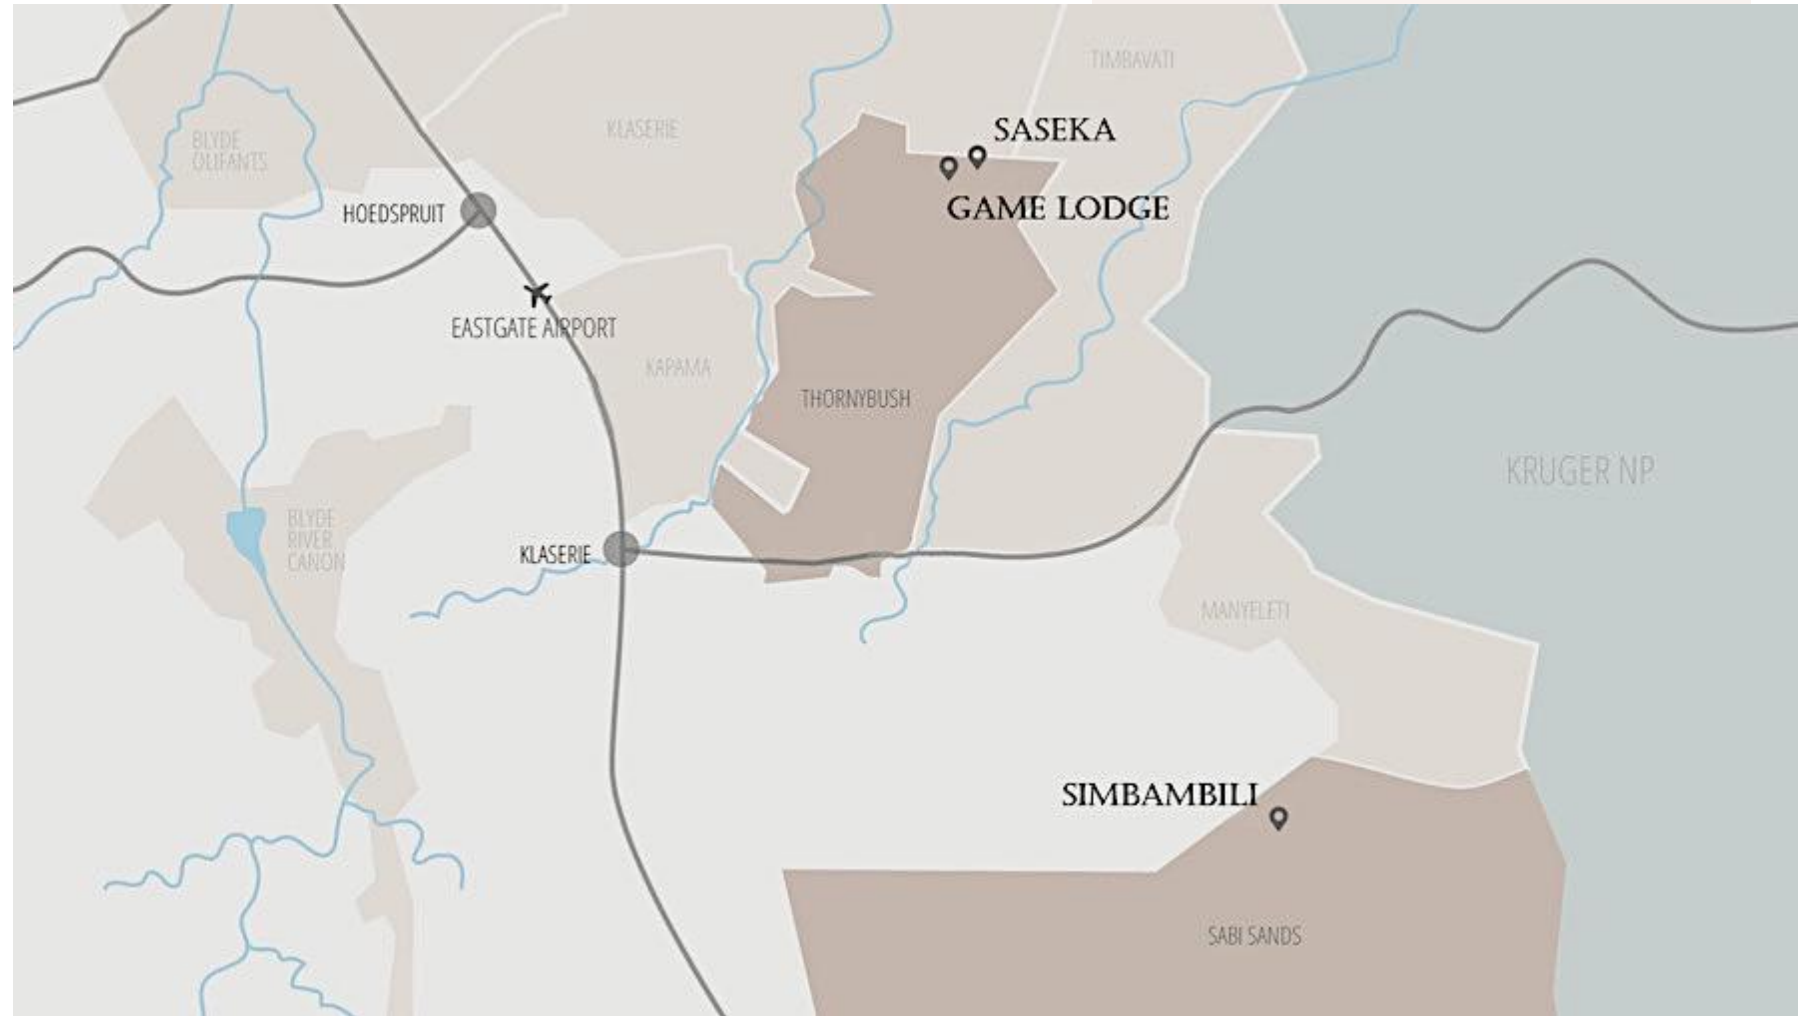 TIMBAVATI
SASEKA
KLASERIE
BLYDE
OLIFANTS
GAME LODGE
HOEDSPRUIT
EASTGATE AIRPORT
KAPAMA
THORNYBUSH
KRUGER NP
BLYDE
RIVER
CANON
KLASERIE
MANYELETI
SIMBAMBILI
SABI SANDS